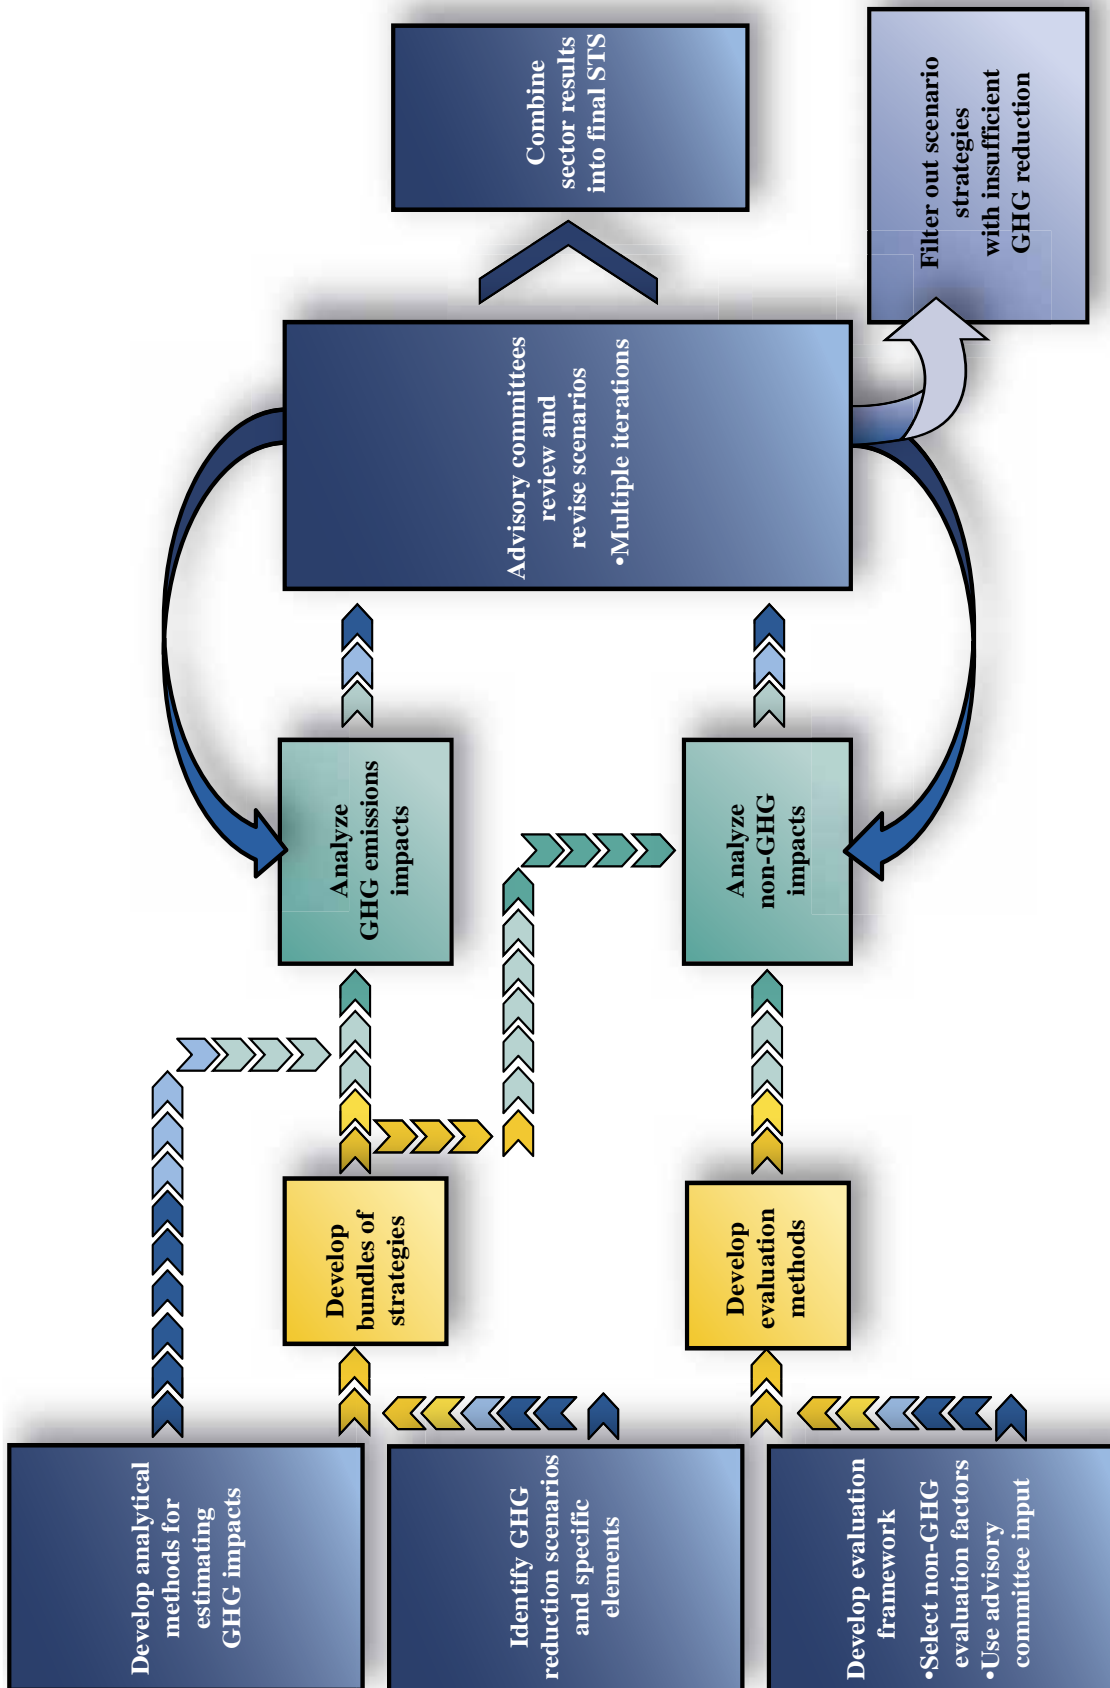 Develop analytical
methods for
estimating
GHG impacts
Identify GHG
reduction scenarios
and specific
elements
Develop evaluation
framework
•Select non-GHG
evaluation factors
•Use advisory
committee input
Develop
bundles of
strategies
Develop
evaluation
methods
Analyze
GHG emissions
impacts
Analyze
non-GHG
impacts
Advisory committees
review and
revise scenarios
•Multiple iterations
Combine
sector results
into final STS
Filter out scenario
strategies
with insufficient
GHG reduction